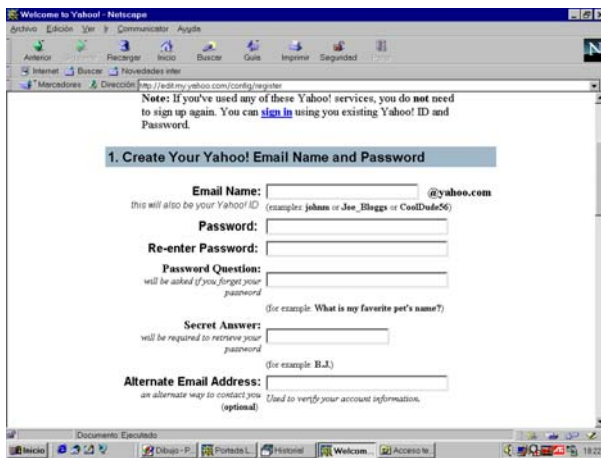 Welcome to Yahoo! - Netscape
Archivo Edición Ver Ir Communicator Ayuda
Anterior Recargar Inicio Buscar Guía Imprimir Seguridad
Internet Buscar Novedades inter
Marcadores Dirección http://edit.my.yahoo.com/config/register
Note: If you've used any of these Yahoo! services, you do not need
to sign up again. You can sign in using you existing Yahoo! ID and
Password.
1. Create Your Yahoo! Email Name and Password
Email Name: @yahoo.com
this will also be your Yahoo! ID (examples: johnm or Joe_Bloggs or CoolDude56)
Password:
Re-enter Password:
Password Question:
will be asked if you forget your
password
(for example: What is my favorite pet's name?)
Secret Answer:
will be required to retrieve your
password
(for example: B.J.)
Alternate Email Address:
an alternate way to contact you Used to verify your account information.
(optional)
Documento: Ejecutado
Inicio Dibujo - P... Portada L... Historial Welcom... Acceso te... 18:22